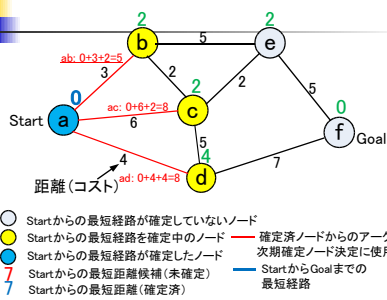 2
2
b
5
e
ab: 0+3+2=5
3
2
2
5
0
2
ac: 0+6+2=8
0
Start
a
6
c
f
Goal
5
4
4
7
距離(コスト)
ad: 0+4+4=8
d
Startからの最短経路が確定していないノード
Startからの最短経路を確定中のノード
確定済ノードからのアーク
Startからの最短経路が確定したノード
次期確定ノード決定に使用
7
Startからの最短距離候補(未確定)
StartからGoalまでの
7
Startからの最短距離(確定済)
最短経路